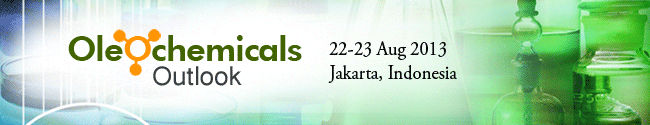 Oleochemicals
Outlook
22-23 Aug 2013
Jakarta, Indonesia